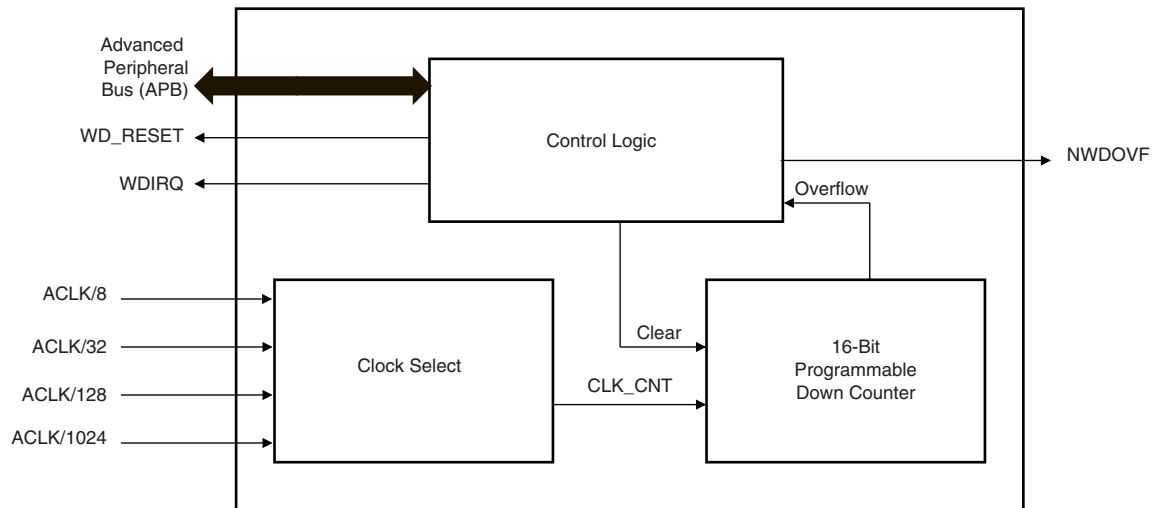 Advanced
Peripheral
Bus (APB)
WD_RESET
WDIRQ
Control Logic
NWDOVF
Overflow
ACLK/8
ACLK/32
ACLK/128
ACLK/1024
Clock Select
Clear
CLK_CNT
16-Bit
Programmable
Down Counter